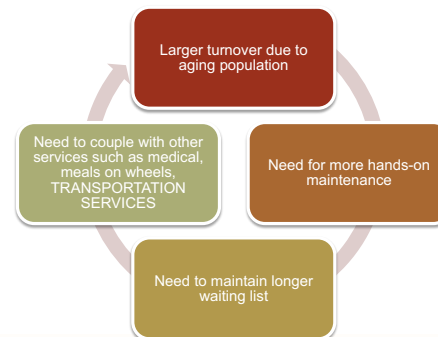 Larger turnover due to
aging population
Need for more hands-on
maintenance
Need to maintain longer
waiting list
Need to couple with other
services such as medical,
meals on wheels,
TRANSPORTATION
SERVICES